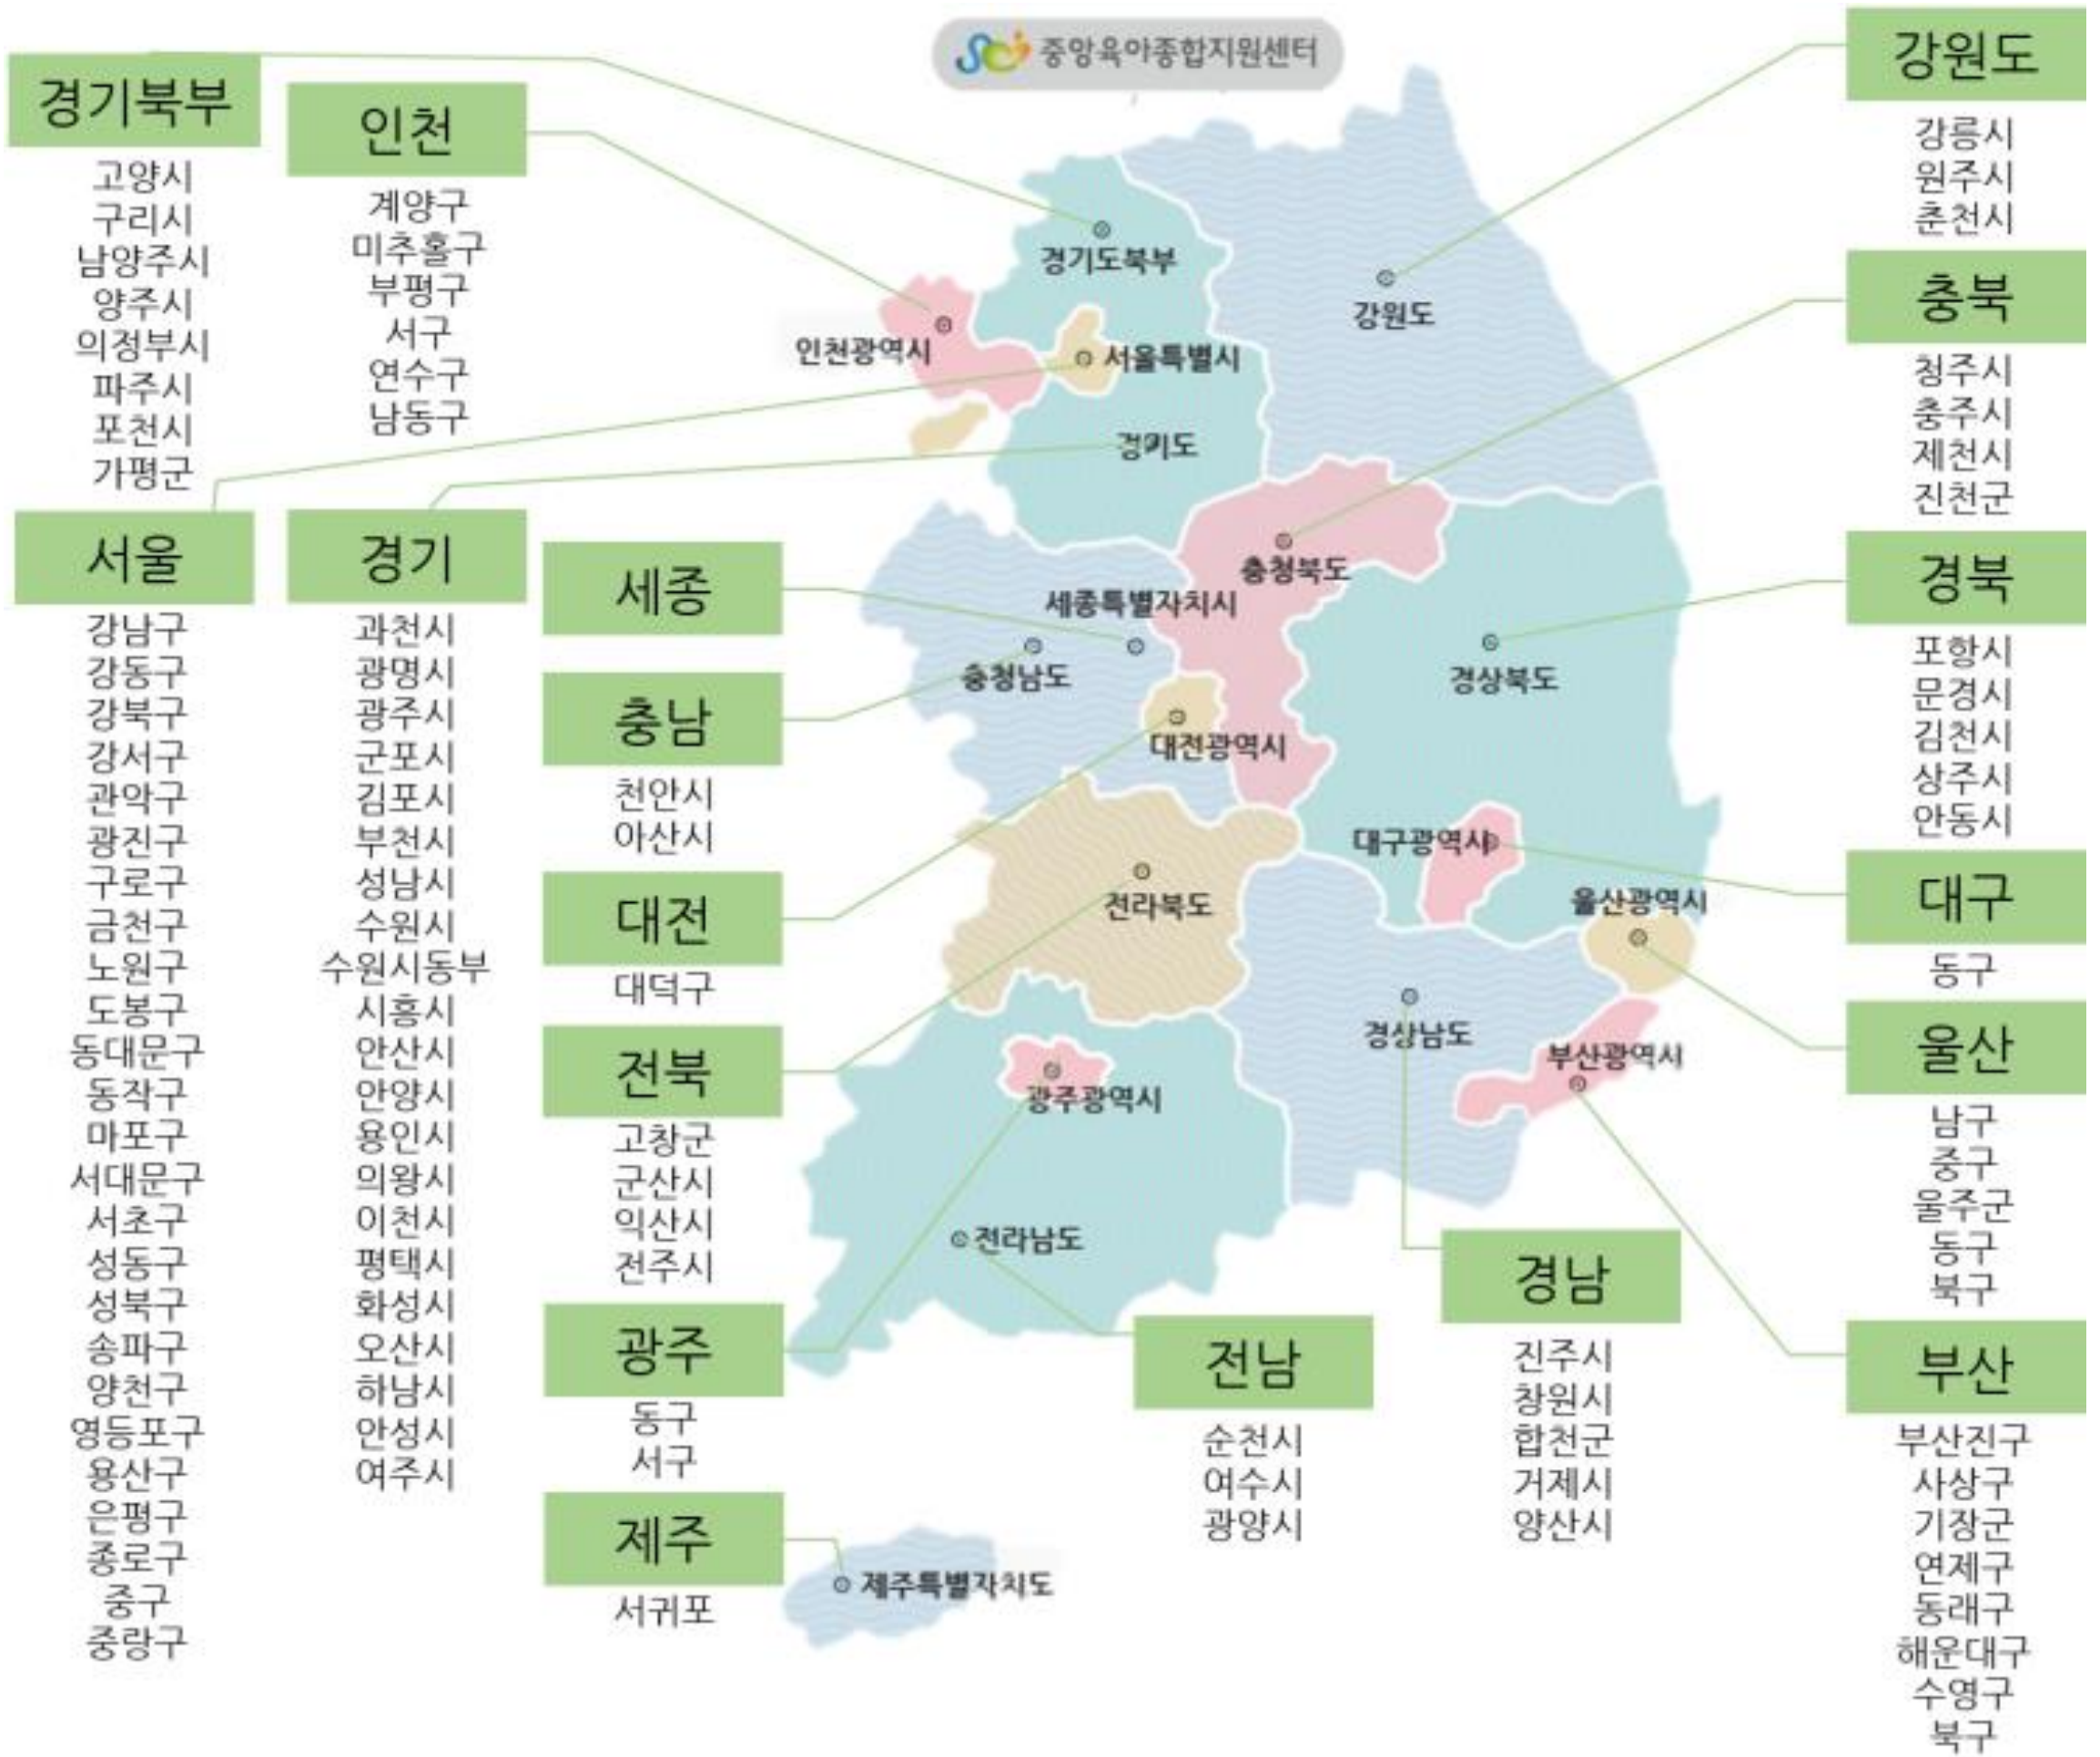 중앙육아종합지원센터
경기북부
고양시
구리시
남양주시
양주시
의정부시
파주시
포천시
가평군
인천
계양구
미추홀구
부평구
서구
연수구
남동구
서울
강남구
강동구
강북구
강서구
관악구
광진구
구로구
금천구
노원구
도봉구
동대문구
동작구
마포구
서대문구
서초구
성동구
성북구
송파구
양천구
영등포구
용산구
은평구
종로구
중구
중랑구
경기
과천시
광명시
광주시
군포시
김포시
부천시
성남시
수원시
수원시동부
시흥시
안산시
안양시
용인시
의왕시
이천시
평택시
화성시
오산시
하남시
안성시
여주시
세종
충남
천안시
아산시
대전
대덕구
전북
고창군
군산시
익산시
전주시
광주
동구
서구
제주
서귀포
경기도북부
강원도
인천광역시
서울특별시
경기도
충청북도
세종특별자치시
충청남도
경상북도
대전광역시
대구광역시
전라북도
울산광역시
경상남도
부산광역시
광주광역시
전라남도
제주특별자치도
전남
순천시
여수시
광양시
경남
진주시
창원시
합천군
거제시
양산시
강원도
강릉시
원주시
춘천시
충북
청주시
충주시
제천시
진천군
경북
포항시
문경시
김천시
상주시
안동시
대구
동구
울산
남구
중구
울주군
동구
북구
부산
부산진구
사상구
기장군
연제구
동래구
해운대구
수영구
북구